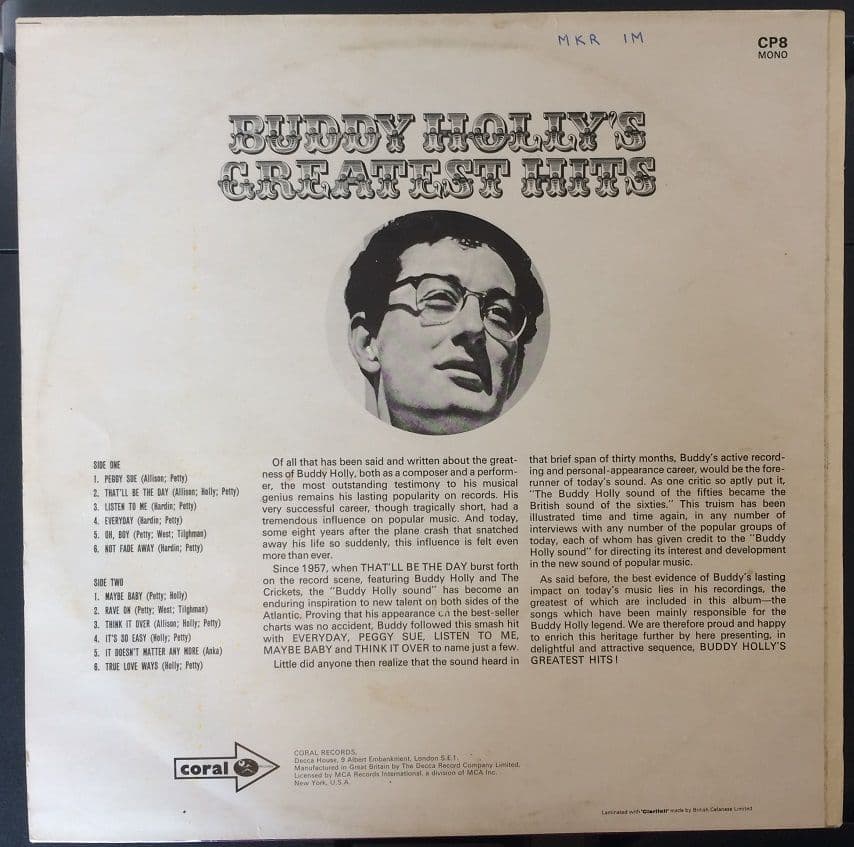 MKR 1M
CP8
MONO
BUDDY HOLLY'S
GREATEST HITS
SIDE ONE
1. PEGGY SUE (Allison; Petty)
2. THAT'LL BE THE DAY (Allison; Holly; Petty)
3. LISTEN TO ME (Hardin; Petty)
4. EVERYDAY (Hardin; Petty)
5. OH, BOY (Petty; West; Tilghman)
6. NOT FADE AWAY (Hardin; Petty)
SIDE TWO
1. MAYBE BABY (Petty; Holly)
2. RAVE ON (Petty; West; Tilghman)
3. THINK IT OVER (Allison; Holly; Petty)
4. IT'S SO EASY (Holly; Petty)
5. IT DOESN'T MATTER ANY MORE (Anka)
6. TRUE LOVE WAYS (Holly; Petty)
Of all that has been said and written about the great-
ness of Buddy Holly, both as a composer and a perform-
er, the most outstanding testimony to his musical
genius remains his lasting popularity on records. His
very successful career, though tragically short, had a
tremendous influence on popular music. And today,
some eight years after the plane crash that snatched
away his life so suddenly, this influence is felt even
more than ever.
Since 1957, when THAT'LL BE THE DAY burst forth
on the record scene, featuring Buddy Holly and The
Crickets, the "Buddy Holly sound" has become an
enduring inspiration to new talent on both sides of the
Atlantic. Proving that his appearance on the best-seller
charts was no accident, Buddy followed this smash hit
with EVERYDAY, PEGGY SUE, LISTEN TO ME,
MAYBE BABY and THINK IT OVER to name just a few.
Little did anyone then realize that the sound heard in
that brief span of thirty months, Buddy's active record-
ing and personal-appearance career, would be the fore-
runner of today's sound. As one critic so aptly put it,
"The Buddy Holly sound of the fifties became the
British sound of the sixties." This truism has been
illustrated time and time again, in any number of
interviews with any number of the popular groups of
today, each of whom has given credit to the "Buddy
Holly sound" for directing its interest and development
in the new sound of popular music.
As said before, the best evidence of Buddy's lasting
impact on today's music lies in his recordings, the
greatest of which are included in this album—the
songs which have been mainly responsible for the
Buddy Holly legend. We are therefore proud and happy
to enrich this heritage further by here presenting, in
delightful and attractive sequence, BUDDY HOLLY'S
GREATEST HITS!
coral
CORAL RECORDS,
Decca House, 9 Albert Embankment, London S.E.1.
Manufactured in Great Britain by The Decca Record Company Limited,
Licensed by MCA Records International, a division of MCA Inc.
New York, U.S.A.
Laminated with 'Clarifoil' made by British Celanese Limited